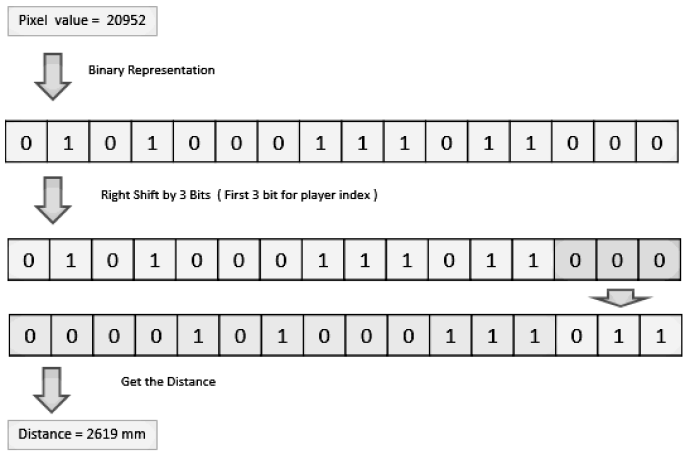 Pixel value = 20952
Binary Representation
0 1 0 1 0 0 0 1 1 1 0 1 1 0 0 0
Right Shift by 3 Bits ( First 3 bit for player index )
0 1 0 1 0 0 0 1 1 1 0 1 1 0 0 0
0 0 0 0 1 0 1 0 0 0 1 1 1 0 1 1
Get the Distance
Distance = 2619 mm